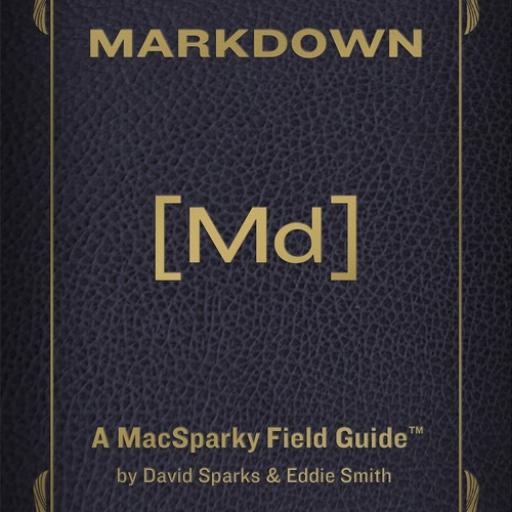 MARKDOWN
[Md]
A MacSparky Field Guide™
by David Sparks & Eddie Smith